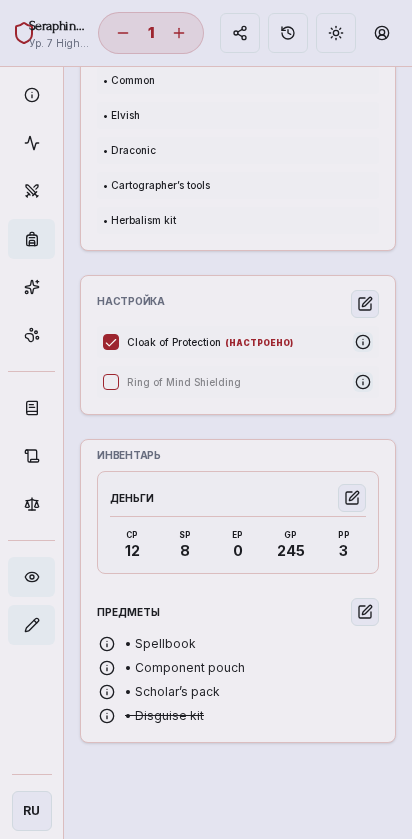 Seraphin...
Ур. 7 High...
1
• Common
• Elvish
• Draconic
• Cartographer's tools
• Herbalism kit
НАСТРОЙКА
Cloak of Protection (НАСТРОЕНО)
Ring of Mind Shielding
ИНВЕНТАРЬ
ДЕНЬГИ
CP SP EP GP PP
12 8 0 245 3
ПРЕДМЕТЫ
• Spellbook
• Component pouch
• Scholar's pack
• Disguise kit
RU